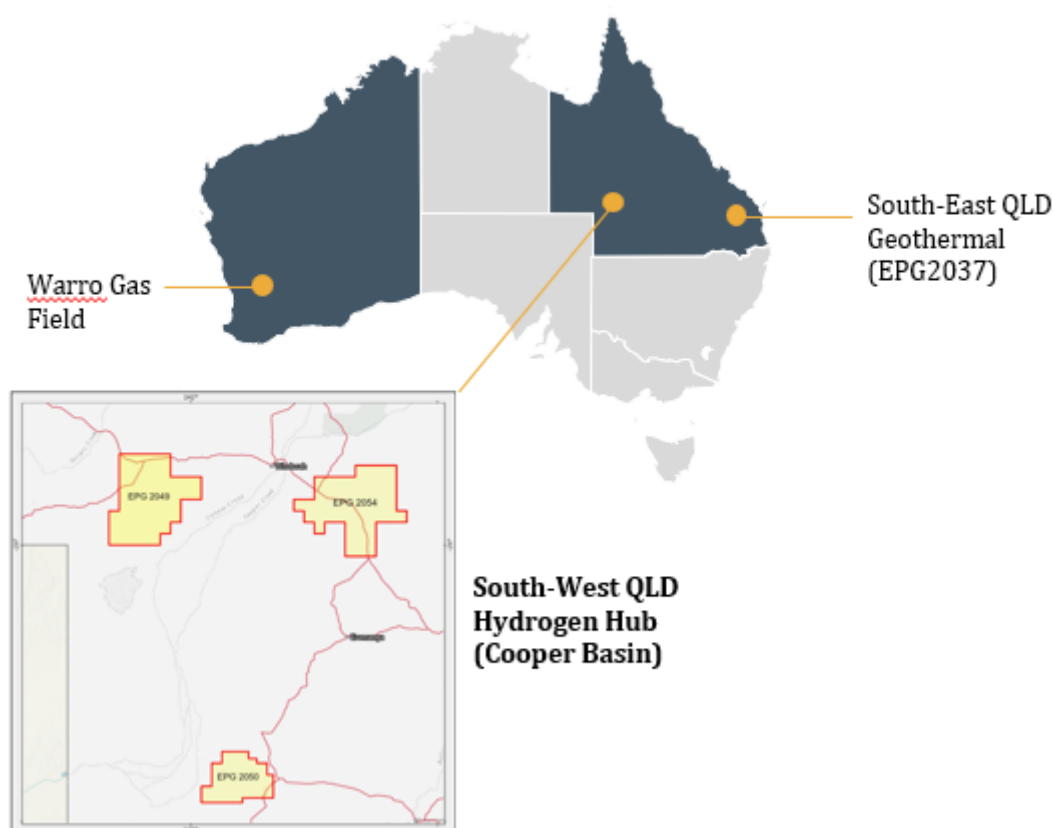 South-East QLD
Geothermal
(EPG2037)
Warro Gas
Field
EPG 2049
EPG 2054
South-West QLD
Hydrogen Hub
(Cooper Basin)
EPG 2050